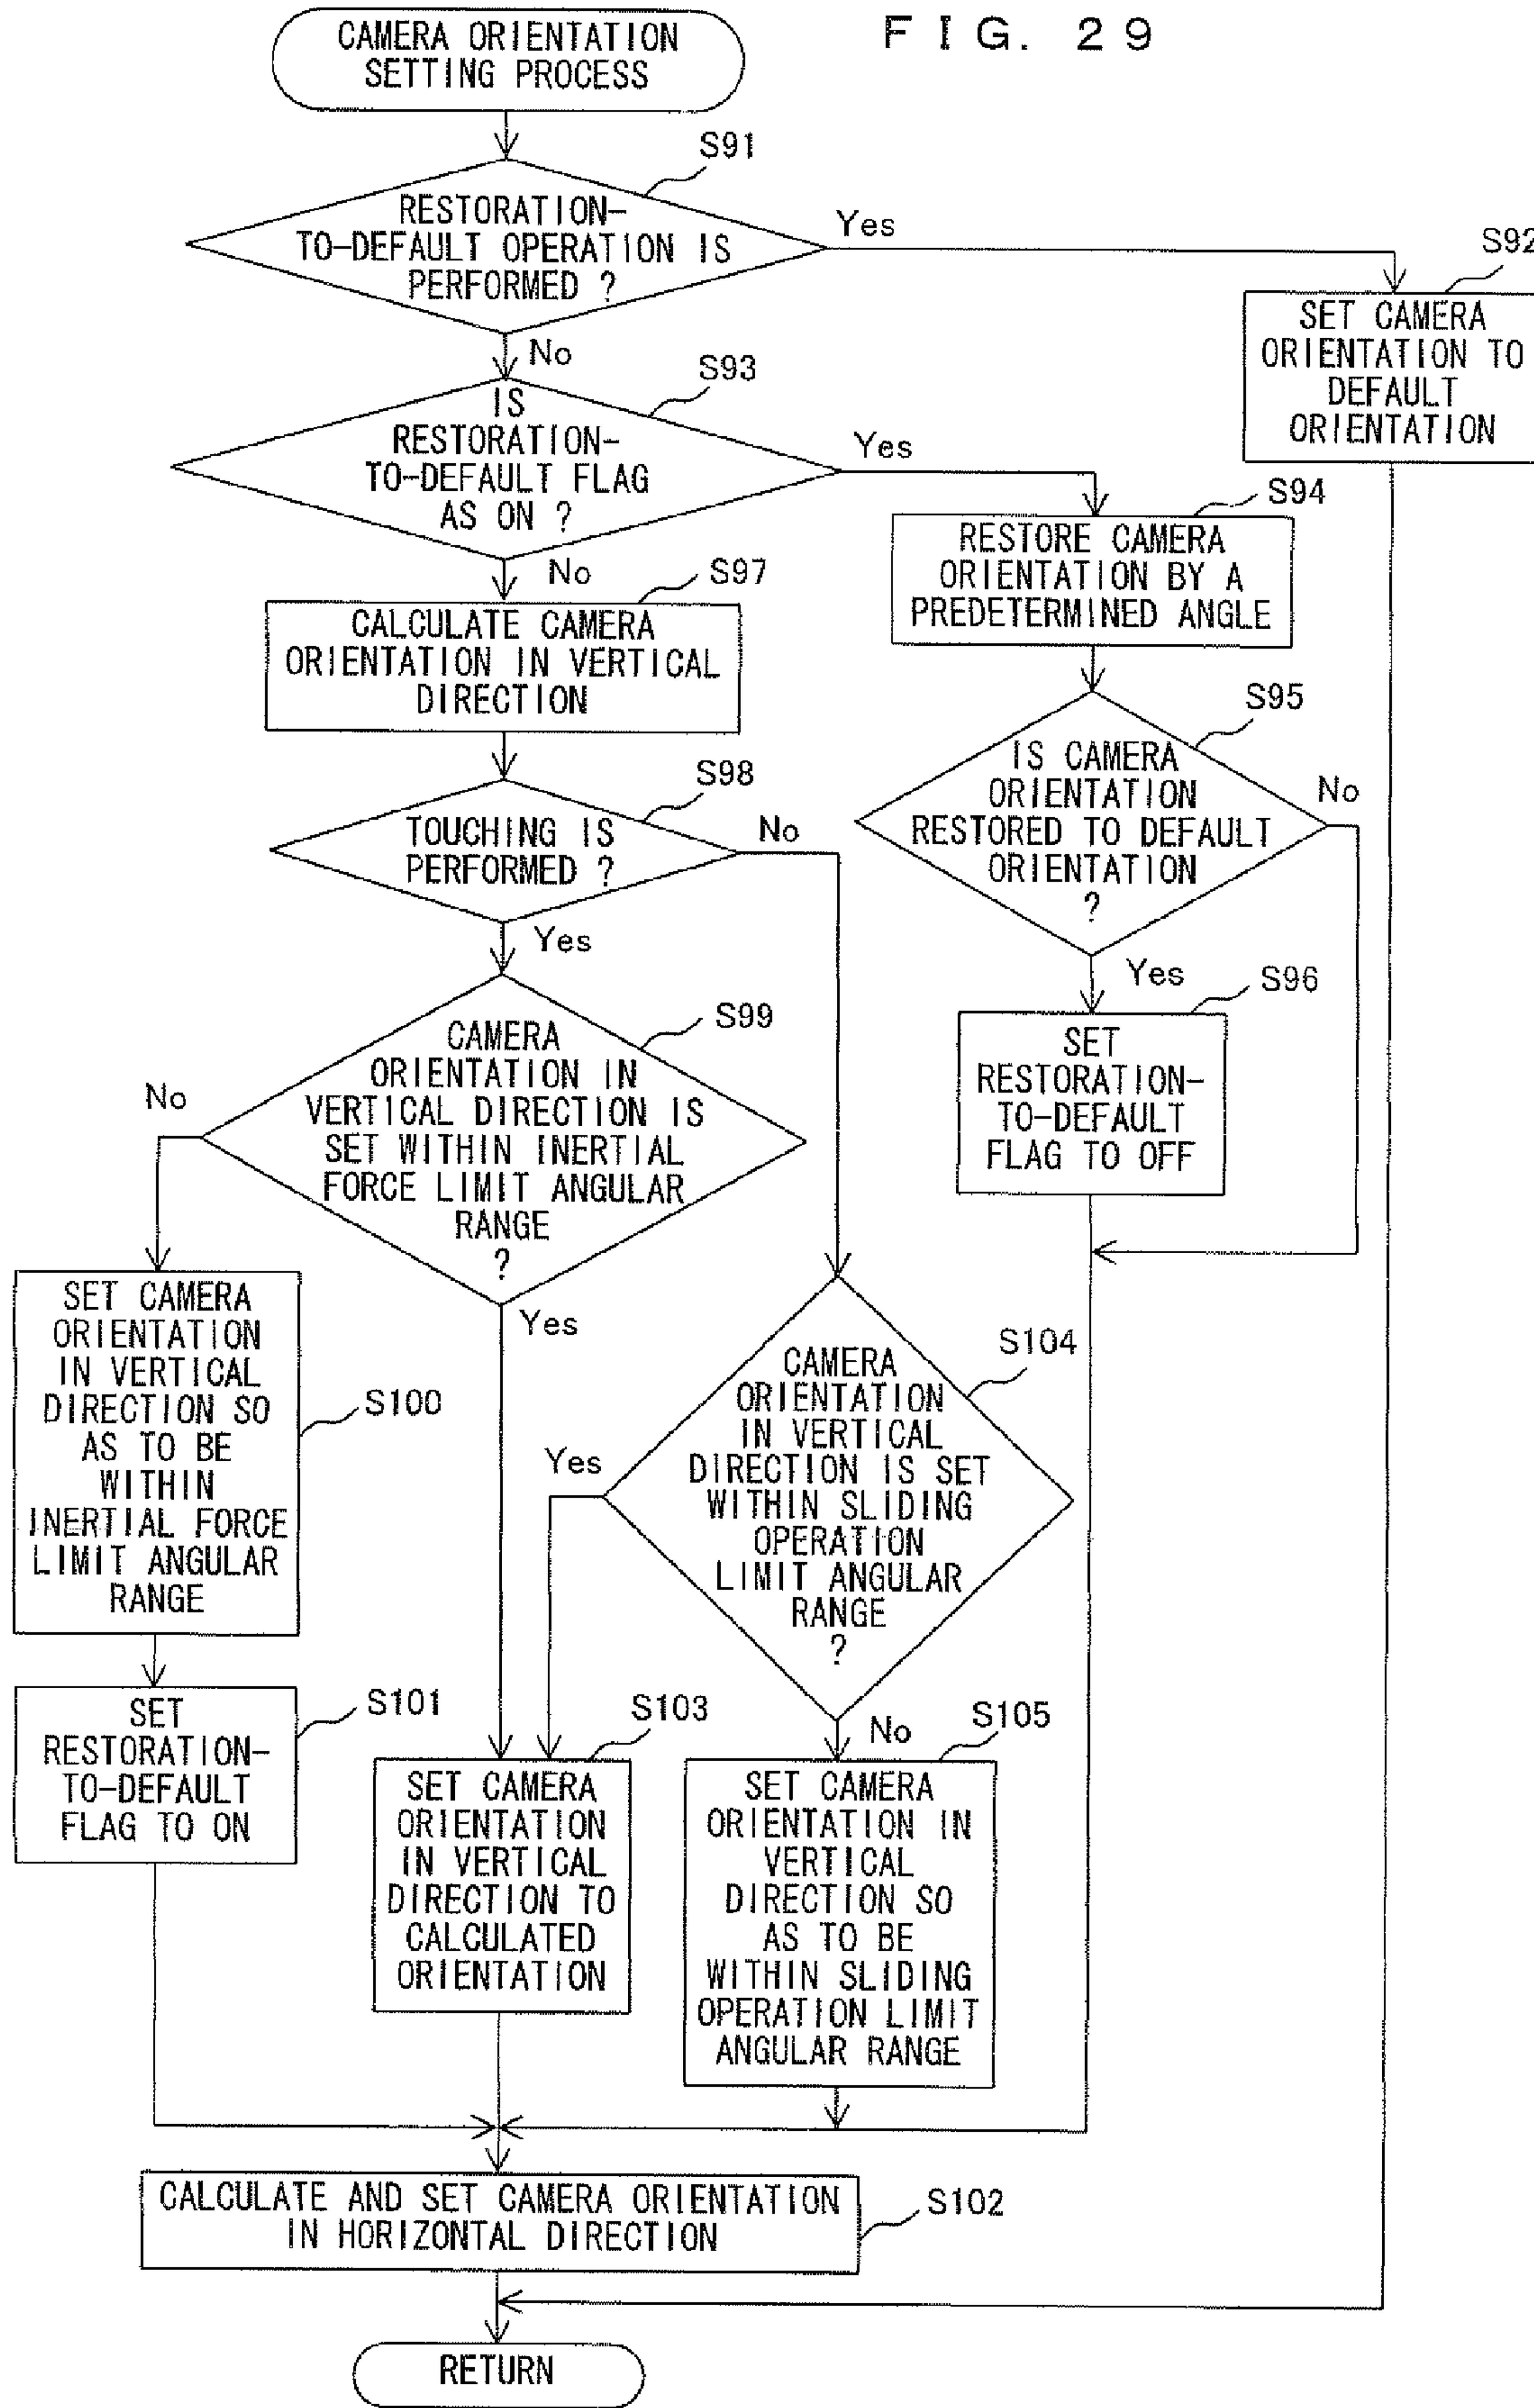 FIG. 29
CAMERA ORIENTATION
SETTING PROCESS
S91
RESTORATION-
TO-DEFAULT OPERATION IS
PERFORMED ?
Yes
No
S92
SET CAMERA
ORIENTATION TO
DEFAULT
ORIENTATION
S93
IS
RESTORATION-
TO-DEFAULT FLAG
AS ON ?
Yes
No
S94
RESTORE CAMERA
ORIENTATION BY A
PREDETERMINED ANGLE
S97
CALCULATE CAMERA
ORIENTATION IN VERTICAL
DIRECTION
S95
IS CAMERA
ORIENTATION
RESTORED TO DEFAULT
ORIENTATION
?
No
Yes
S98
TOUCHING IS
PERFORMED ?
No
Yes
S96
SET
RESTORATION-
TO-DEFAULT
FLAG TO OFF
S99
CAMERA
ORIENTATION IN
VERTICAL DIRECTION IS
SET WITHIN INERTIAL
FORCE LIMIT ANGULAR
RANGE
?
No
Yes
S100
SET CAMERA
ORIENTATION
IN VERTICAL
DIRECTION SO
AS TO BE
WITHIN
INERTIAL FORCE
LIMIT ANGULAR
RANGE
S104
CAMERA
ORIENTATION
IN VERTICAL
DIRECTION IS SET
WITHIN SLIDING
OPERATION
LIMIT ANGULAR
RANGE
?
Yes
No
S101
SET
RESTORATION-
TO-DEFAULT
FLAG TO ON
S103
SET CAMERA
ORIENTATION
IN VERTICAL
DIRECTION TO
CALCULATED
ORIENTATION
S105
SET CAMERA
ORIENTATION IN
VERTICAL
DIRECTION SO
AS TO BE
WITHIN SLIDING
OPERATION LIMIT
ANGULAR RANGE
CALCULATE AND SET CAMERA ORIENTATION
IN HORIZONTAL DIRECTION
S102
RETURN